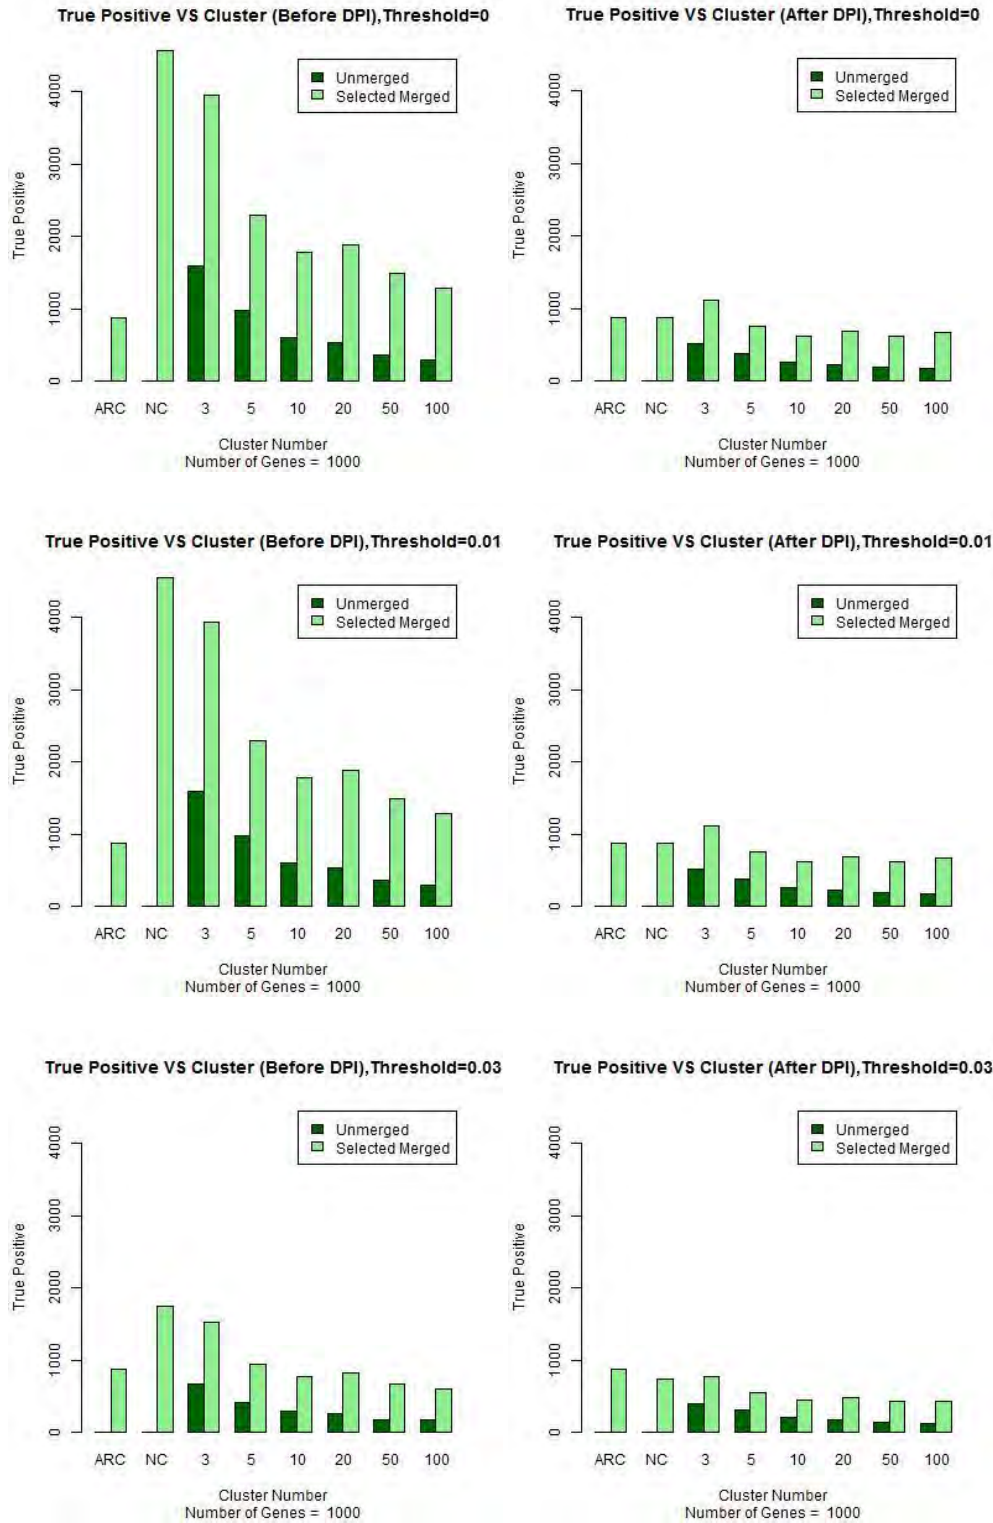 True Positive VS Cluster (Before DPI),Threshold=0
Unmerged
Selected Merged
True Positive
0
1000
2000
3000
4000
ARC NC 3 5 10 20 50 100
Cluster Number
Number of Genes = 1000
True Positive VS Cluster (After DPI),Threshold=0
Unmerged
Selected Merged
True Positive
0
1000
2000
3000
4000
ARC NC 3 5 10 20 50 100
Cluster Number
Number of Genes = 1000
True Positive VS Cluster (Before DPI),Threshold=0.01
Unmerged
Selected Merged
True Positive
0
1000
2000
3000
4000
ARC NC 3 5 10 20 50 100
Cluster Number
Number of Genes = 1000
True Positive VS Cluster (After DPI),Threshold=0.01
Unmerged
Selected Merged
True Positive
0
1000
2000
3000
4000
ARC NC 3 5 10 20 50 100
Cluster Number
Number of Genes = 1000
True Positive VS Cluster (Before DPI),Threshold=0.03
Unmerged
Selected Merged
True Positive
0
1000
2000
3000
4000
ARC NC 3 5 10 20 50 100
Cluster Number
Number of Genes = 1000
True Positive VS Cluster (After DPI),Threshold=0.03
Unmerged
Selected Merged
True Positive
0
1000
2000
3000
4000
ARC NC 3 5 10 20 50 100
Cluster Number
Number of Genes = 1000